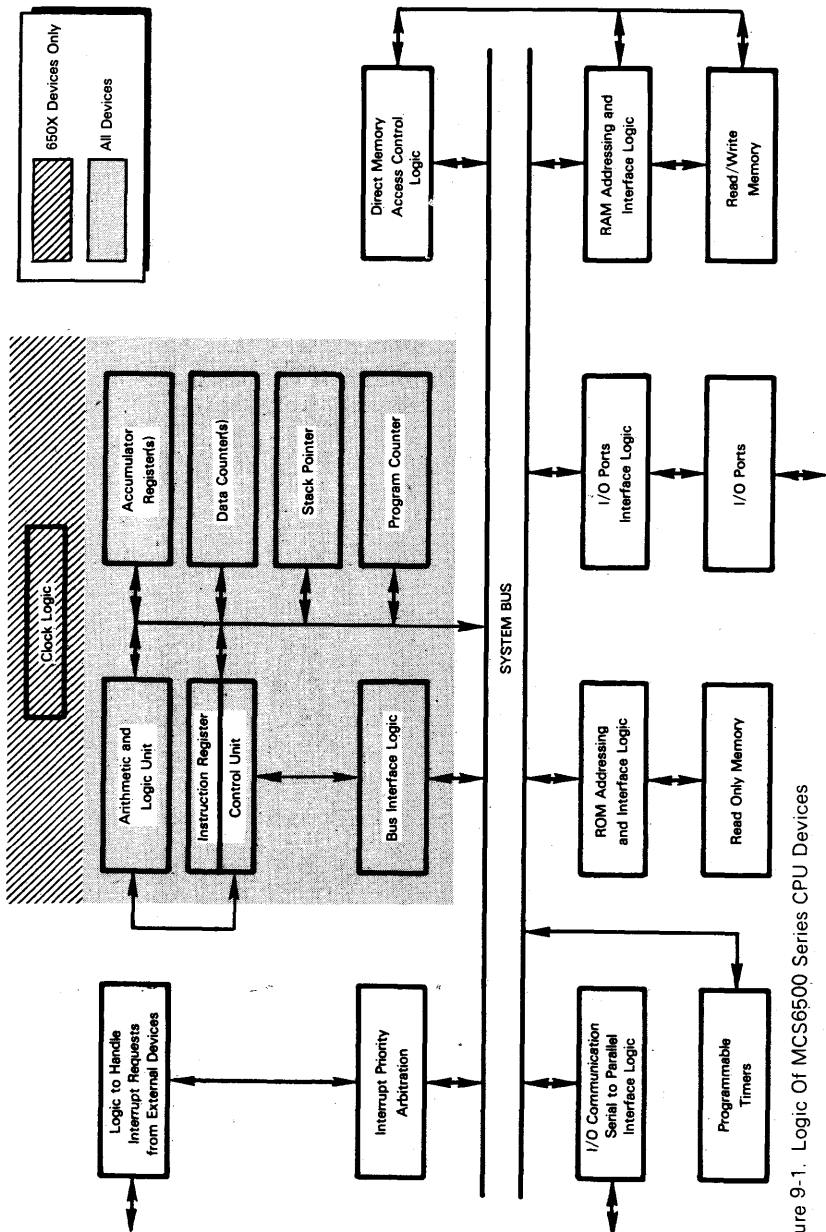 650X Devices Only
All Devices
Clock Logic
Logic to Handle
Interrupt Requests
from External Devices
Arithmetic and
Logic Unit
Accumulator
Register(s)
Instruction Register
Control Unit
Data Counter(s)
Stack Pointer
Interrupt Priority
Arbitration
Bus Interface Logic
Program Counter
Direct Memory
Access Control
Logic
SYSTEM BUS
I/O Communication
Serial to Parallel
Interface Logic
ROM Addressing
and Interface Logic
I/O Ports
Interface Logic
RAM Addressing and
Interface Logic
Programmable
Timers
Read Only Memory
I/O Ports
Read/Write
Memory
ure 9-1. Logic Of MCS6500 Series CPU Devices